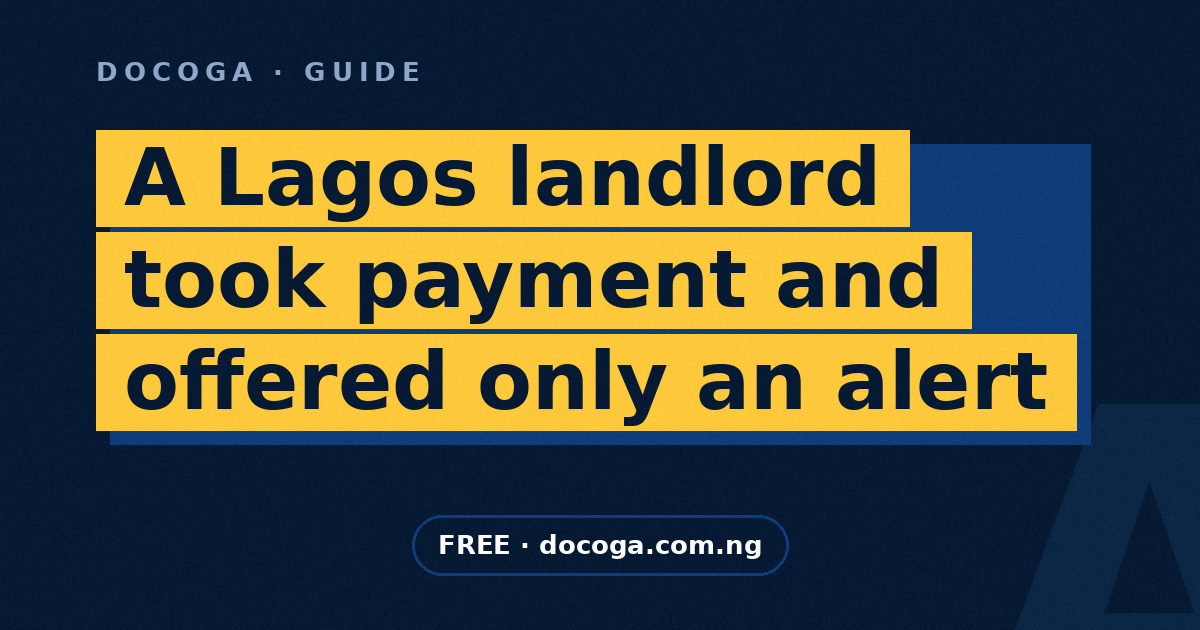 DOCOGA · GUIDE
A Lagos landlord
took payment and
offered only an alert
FREE · docoga.com.ng